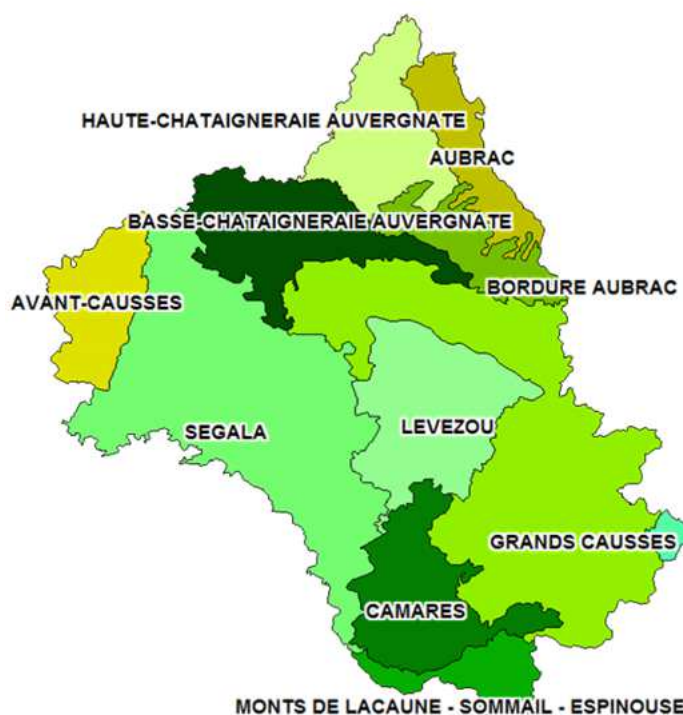 HAUTE-CHATAIGNERAIE AUVERGNATE
AUBRAC
BASSE-CHATAIGNERAIE AUVERGNATE
BORDURE AUBRAC
AVANT-CAUSSES
SEGALA
LEVEZOU
GRANDS CAUSSES
CAMARES
MONTS DE LACAUNE - SOMMAIL - ESPINOUSE